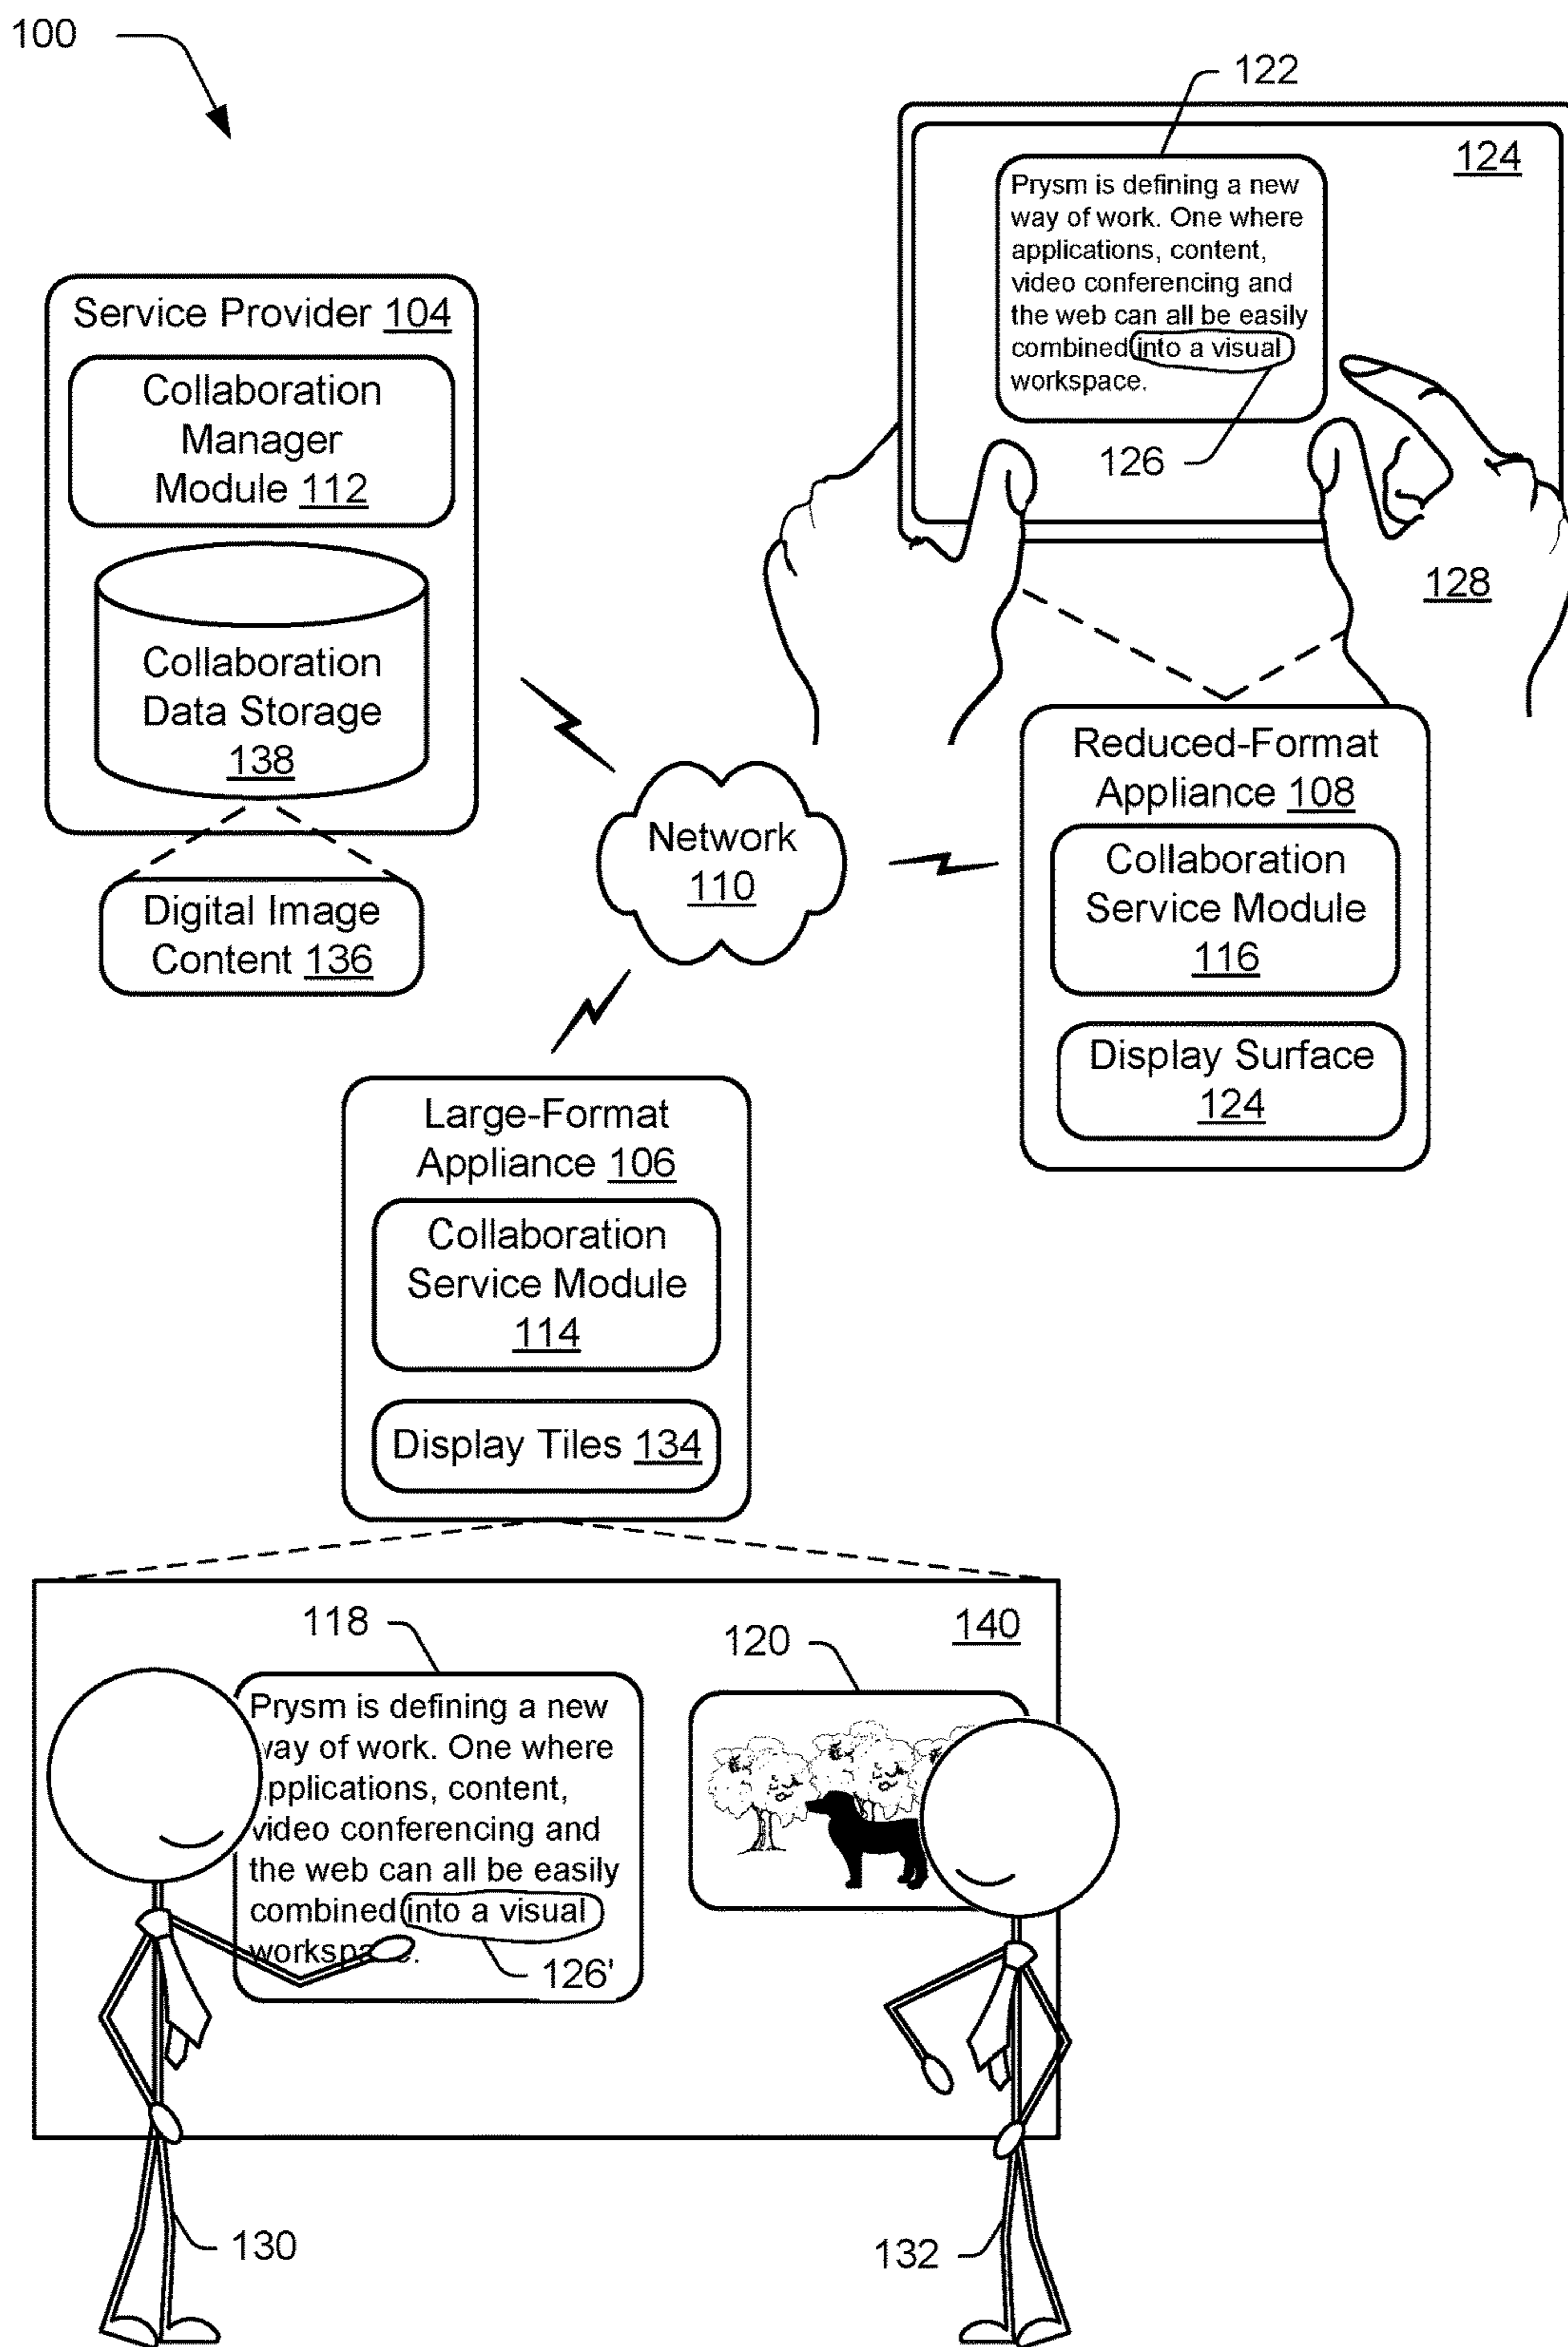 100
122
124
Prysm is defining a new
way of work. One where
applications, content,
video conferencing and
the web can all be easily
combined into a visual
workspace.
126
128
Service Provider 104
Collaboration
Manager
Module 112
Collaboration
Data Storage
138
Digital Image
Content 136
Network
110
Reduced-Format
Appliance 108
Collaboration
Service Module
116
Display Surface
124
Large-Format
Appliance 106
Collaboration
Service Module
114
Display Tiles 134
118
120
140
Prysm is defining a new
way of work. One where
pplications, content,
video conferencing and
the web can all be easily
combined into a visual
workspa .
126'
130
132